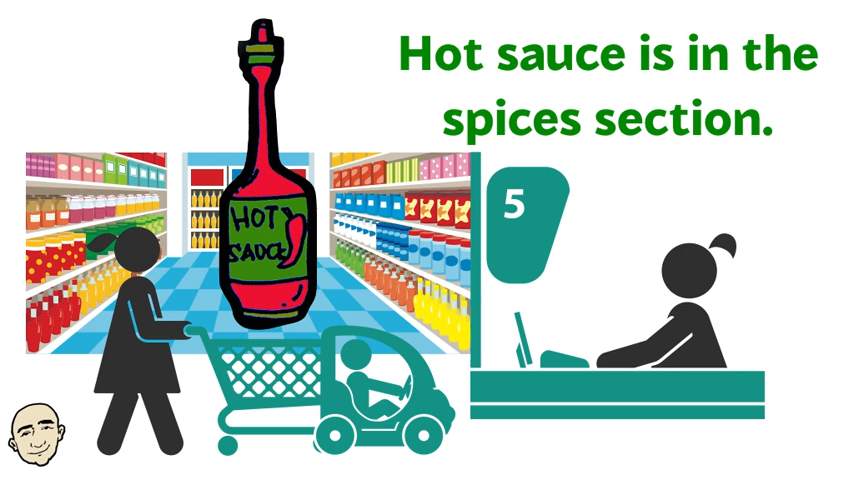 Hot sauce is in the
spices section.
5
HOT
SAUCE